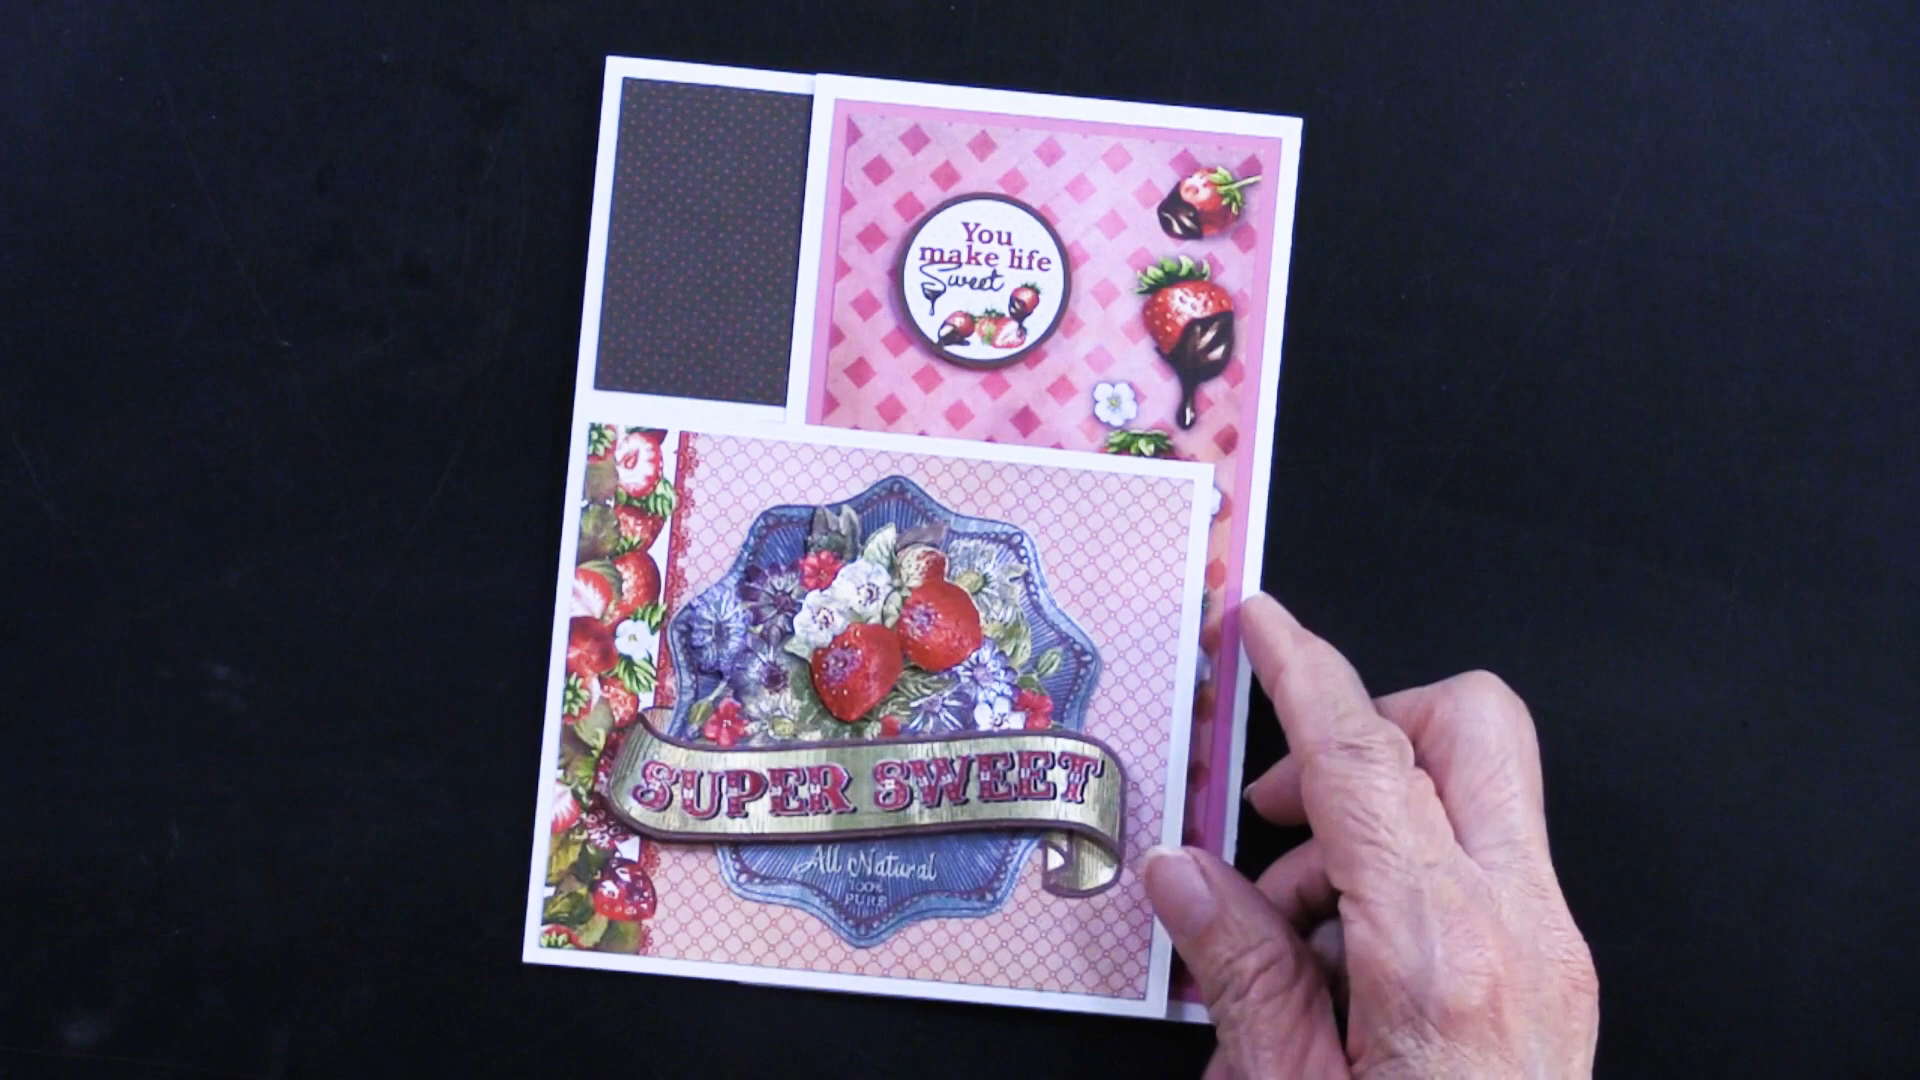 You
make life
Sweet
SUPER SWEET
All Natural
100%
PURE